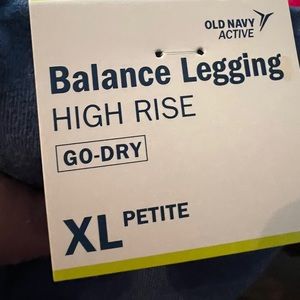 OLD NAVY
ACTIVE
Balance Legging
HIGH RISE
GO-DRY
XL PETITE